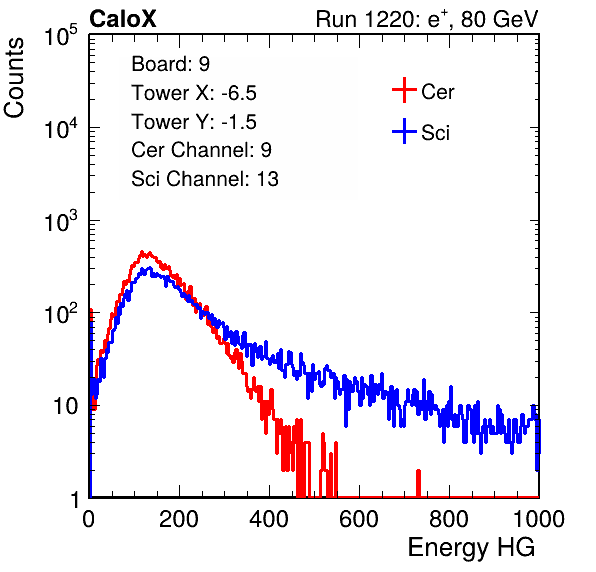 CaloX Run 1220: e⁺, 80 GeV
Counts
Board: 9
Tower X: -6.5
Tower Y: -1.5
Cer Channel: 9
Sci Channel: 13
Cer
Sci
10⁵
10⁴
10³
10²
10
1
0 200 400 600 800 1000
Energy HG